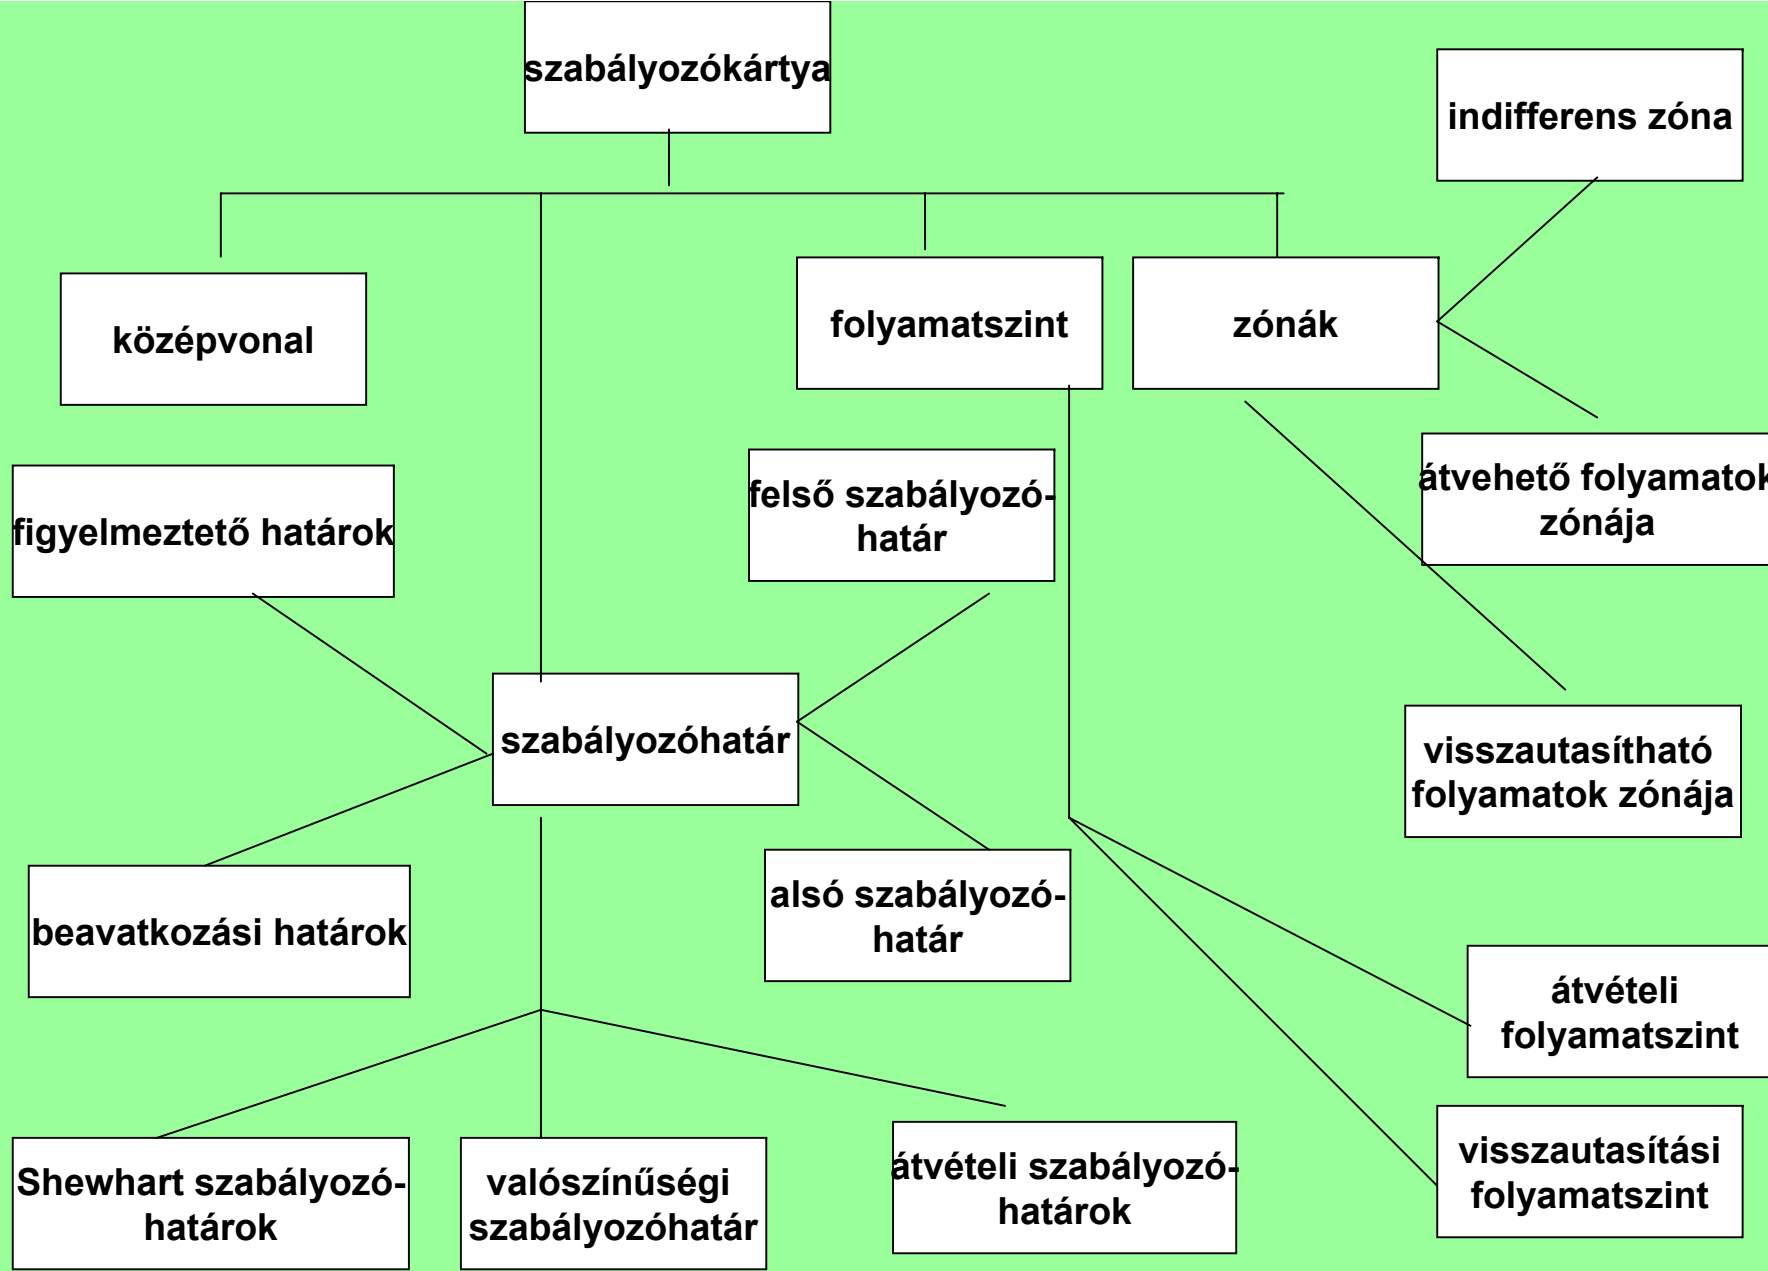 szabályozókártya
indifferens zóna
középvonal
folyamatszint
zónák
figyelmeztető határok
felső szabályozó-
határ
átvehető folyamatok
zónája
szabályozóhatár
visszautasítható
folyamatok zónája
beavatkozási határok
alsó szabályozó-
határ
átvételi
folyamatszint
Shewhart szabályozó-
határok
valószínűségi
szabályozóhatár
átvételi szabályozó-
határok
visszautasítási
folyamatszint